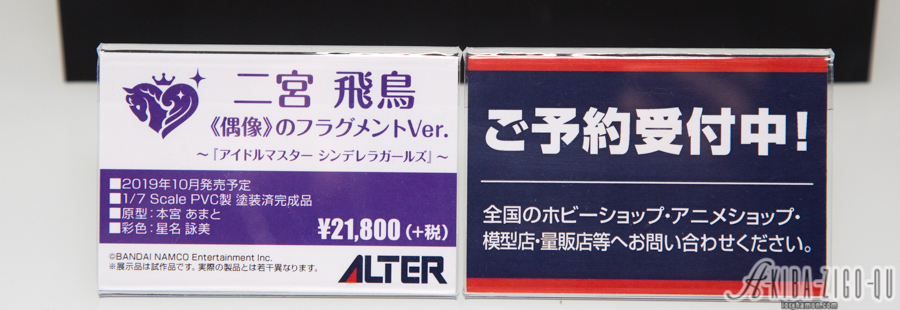 二宮 飛鳥
《偶像》のフラグメントVer.
～『アイドルマスター シンデレラガールズ』～
■2019年10月発売予定
■1/7 Scale PVC製 塗装済完成品
■原型：本宮 あまと
■彩色：星名 詠美
¥21,800(+税)
©BANDAI NAMCO Entertainment Inc.
※展示品は試作品です。実際の製品とは若干異なります。
ALTER
ご予約受付中!
全国のホビーショップ・アニメショップ・
模型店・量販店等へお問い合わせください。
AKIBA-ZIGO-QU